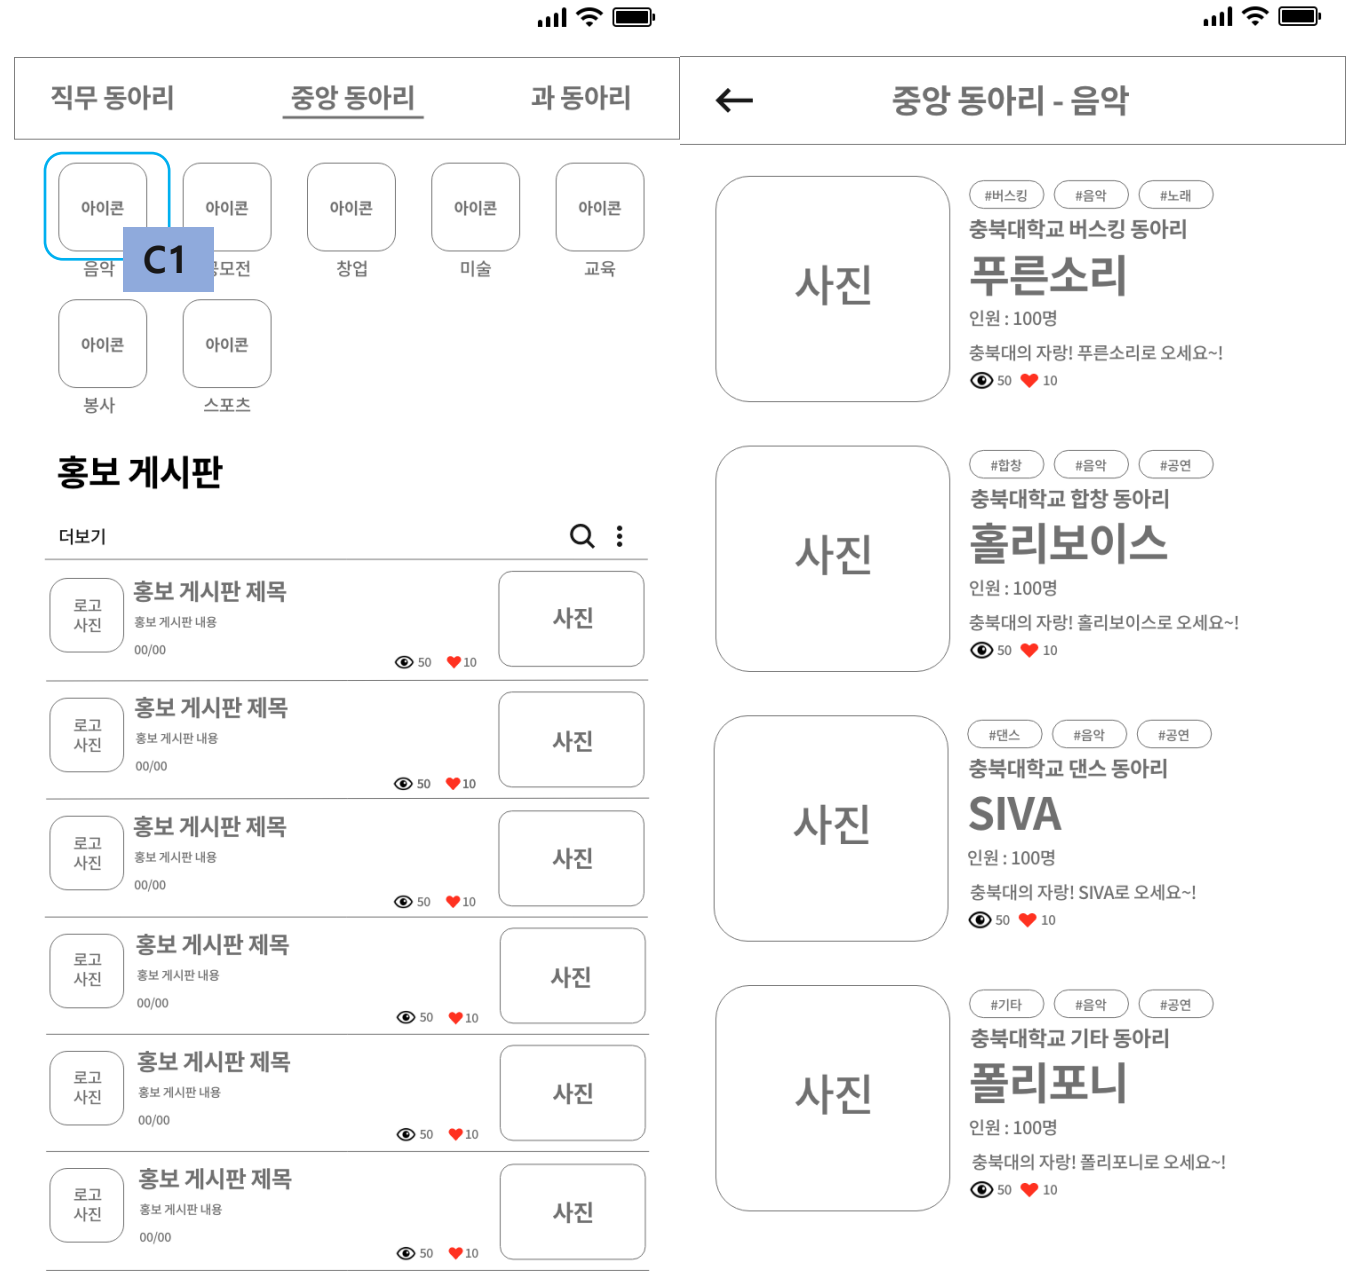 직무 동아리
중앙 동아리
과 동아리
아이콘
아이콘
아이콘
아이콘
아이콘
음악
C1
모전
창업
미술
교육
아이콘
아이콘
봉사
스포츠
홍보 게시판
더보기
로고
사진
홍보 게시판 제목
홍보 게시판 내용
00/00
50
10
사진
로고
사진
홍보 게시판 제목
홍보 게시판 내용
00/00
50
10
사진
로고
사진
홍보 게시판 제목
홍보 게시판 내용
00/00
50
10
사진
로고
사진
홍보 게시판 제목
홍보 게시판 내용
00/00
50
10
사진
로고
사진
홍보 게시판 제목
홍보 게시판 내용
00/00
50
10
사진
로고
사진
홍보 게시판 제목
홍보 게시판 내용
00/00
50
10
사진
중앙 동아리 - 음악
사진
#버스킹 #음악 #노래
충북대학교 버스킹 동아리
푸른소리
인원 : 100명
충북대의 자랑! 푸른소리로 오세요~!
50 10
사진
#합창 #음악 #공연
충북대학교 합창 동아리
홀리보이스
인원 : 100명
충북대의 자랑! 홀리보이스로 오세요~!
50 10
사진
#댄스 #음악 #공연
충북대학교 댄스 동아리
SIVA
인원 : 100명
충북대의 자랑! SIVA로 오세요~!
50 10
사진
#기타 #음악 #공연
충북대학교 기타 동아리
폴리포니
인원 : 100명
충북대의 자랑! 폴리포니로 오세요~!
50 10